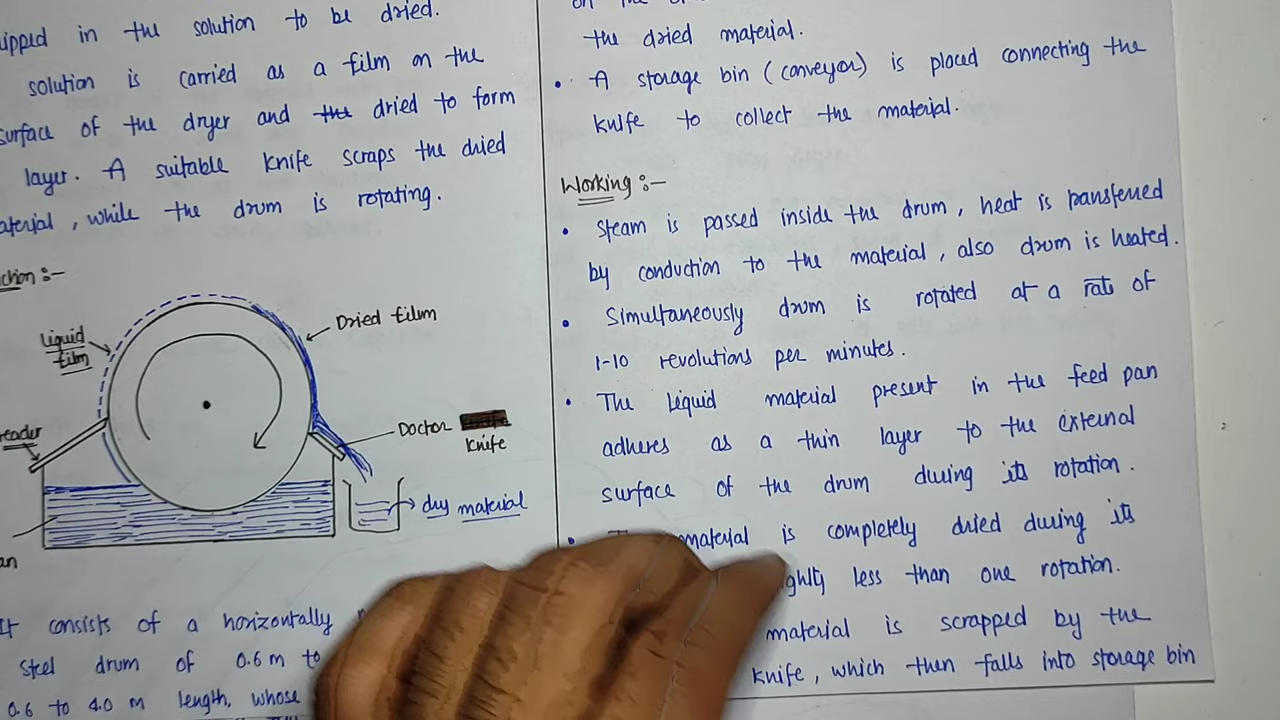 ipped in the solution to be dried.
solution is carried as a film on the
surface of the dryer and the dried to form
layer. A suitable knife scraps the dried
aterial, while the drum is rotating.
ction :-
Liquid
film
Dried film
reader
Doctor
Knife
dry material
an
It consists of a horizontally
steel drum of 0.6 m to
0.6 to 4.0 m length, whose
the dried material.
• A storage bin (conveyor) is placed connecting the
knife to collect the material.
Working :-
• Steam is passed inside the drum, heat is transferred
by conduction to the material, also drum is heated.
• Simultaneously drum is rotated at a rate of
1-10 revolutions per minutes.
• The Liquid material present in the feed pan
adheres as a thin layer to the external
surface of the drum during its rotation.
• material is completely dried during its
ghly less than one rotation.
material is scrapped by the
knife, which then falls into storage bin